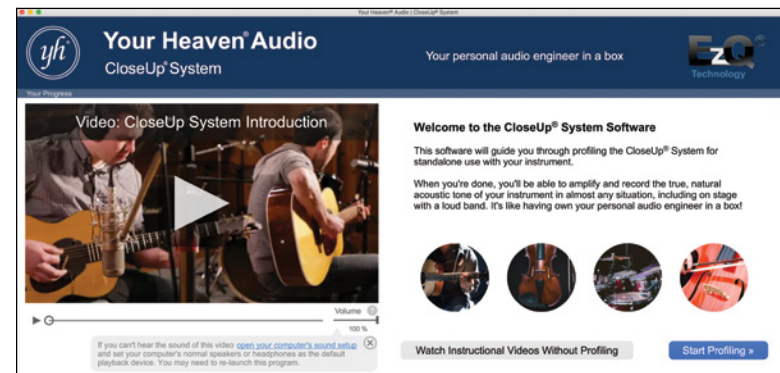 Your Heaven® Audio | CloseUp® System
yh
Your Heaven® Audio
CloseUp® System
Your personal audio engineer in a box
EzQ®
Technology
Your Progress
Video: CloseUp System Introduction
Volume ?
100 %
If you can't hear the sound of this video open your computer's sound setup
and set your computer's normal speakers or headphones as the default
playback device. You may need to re-launch this program.
Welcome to the CloseUp® System Software
This software will guide you through profiling the CloseUp® System for
standalone use with your instrument.
When you're done, you'll be able to amplify and record the true, natural
acoustic tone of your instrument in almost any situation, including on stage
with a loud band. It's like having own your personal audio engineer in a box!
Watch Instructional Videos Without Profiling
Start Profiling »